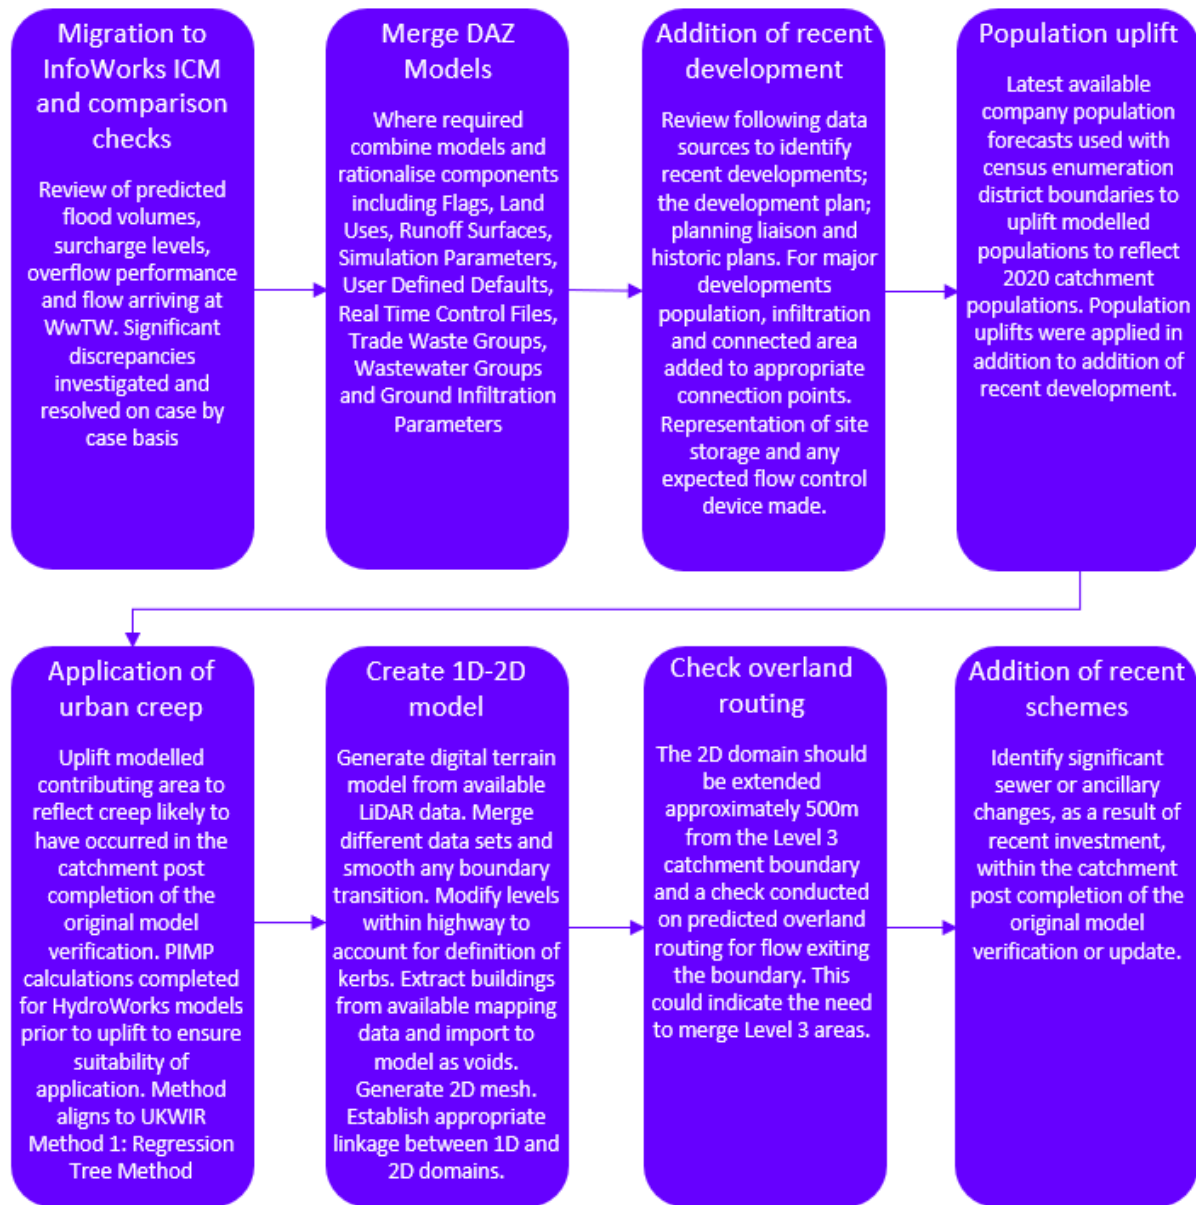 Migration to
InfoWorks ICM
and comparison
checks
Review of predicted
flood volumes,
surcharge levels,
overflow performance
and flow arriving at
WwTW. Significant
discrepancies
investigated and
resolved on case by
case basis
Merge DAZ
Models
Where required
combine models and
rationalise components
including Flags, Land
Uses, Runoff Surfaces,
Simulation Parameters,
User Defined Defaults,
Real Time Control Files,
Trade Waste Groups,
Wastewater Groups
and Ground Infiltration
Parameters
Addition of recent
development
Review following data
sources to identify
recent developments;
the development plan;
planning liaison and
historic plans. For major
developments
population, infiltration
and connected area
added to appropriate
connection points.
Representation of site
storage and any
expected flow control
device made.
Population uplift
Latest available
company population
forecasts used with
census enumeration
district boundaries to
uplift modelled
populations to reflect
2020 catchment
populations. Population
uplifts were applied in
addition to addition of
recent development.
Application of
urban creep
Uplift modelled
contributing area to
reflect creep likely to
have occurred in the
catchment post
completion of the
original model
verification. PIMP
calculations completed
for HydroWorks models
prior to uplift to ensure
suitability of
application. Method
aligns to UKWIR
Method 1: Regression
Tree Method
Create 1D-2D
model
Generate digital terrain
model from available
LiDAR data. Merge
different data sets and
smooth any boundary
transition. Modify levels
within highway to
account for definition of
kerbs. Extract buildings
from available mapping
data and import to
model as voids.
Generate 2D mesh.
Establish appropriate
linkage between 1D and
2D domains.
Check overland
routing
The 2D domain should
be extended
approximately 500m
from the Level 3
catchment boundary
and a check conducted
on predicted overland
routing for flow exiting
the boundary. This
could indicate the need
to merge Level 3 areas.
Addition of recent
schemes
Identify significant
sewer or ancillary
changes, as a result of
recent investment,
within the catchment
post completion of the
original model
verification or update.